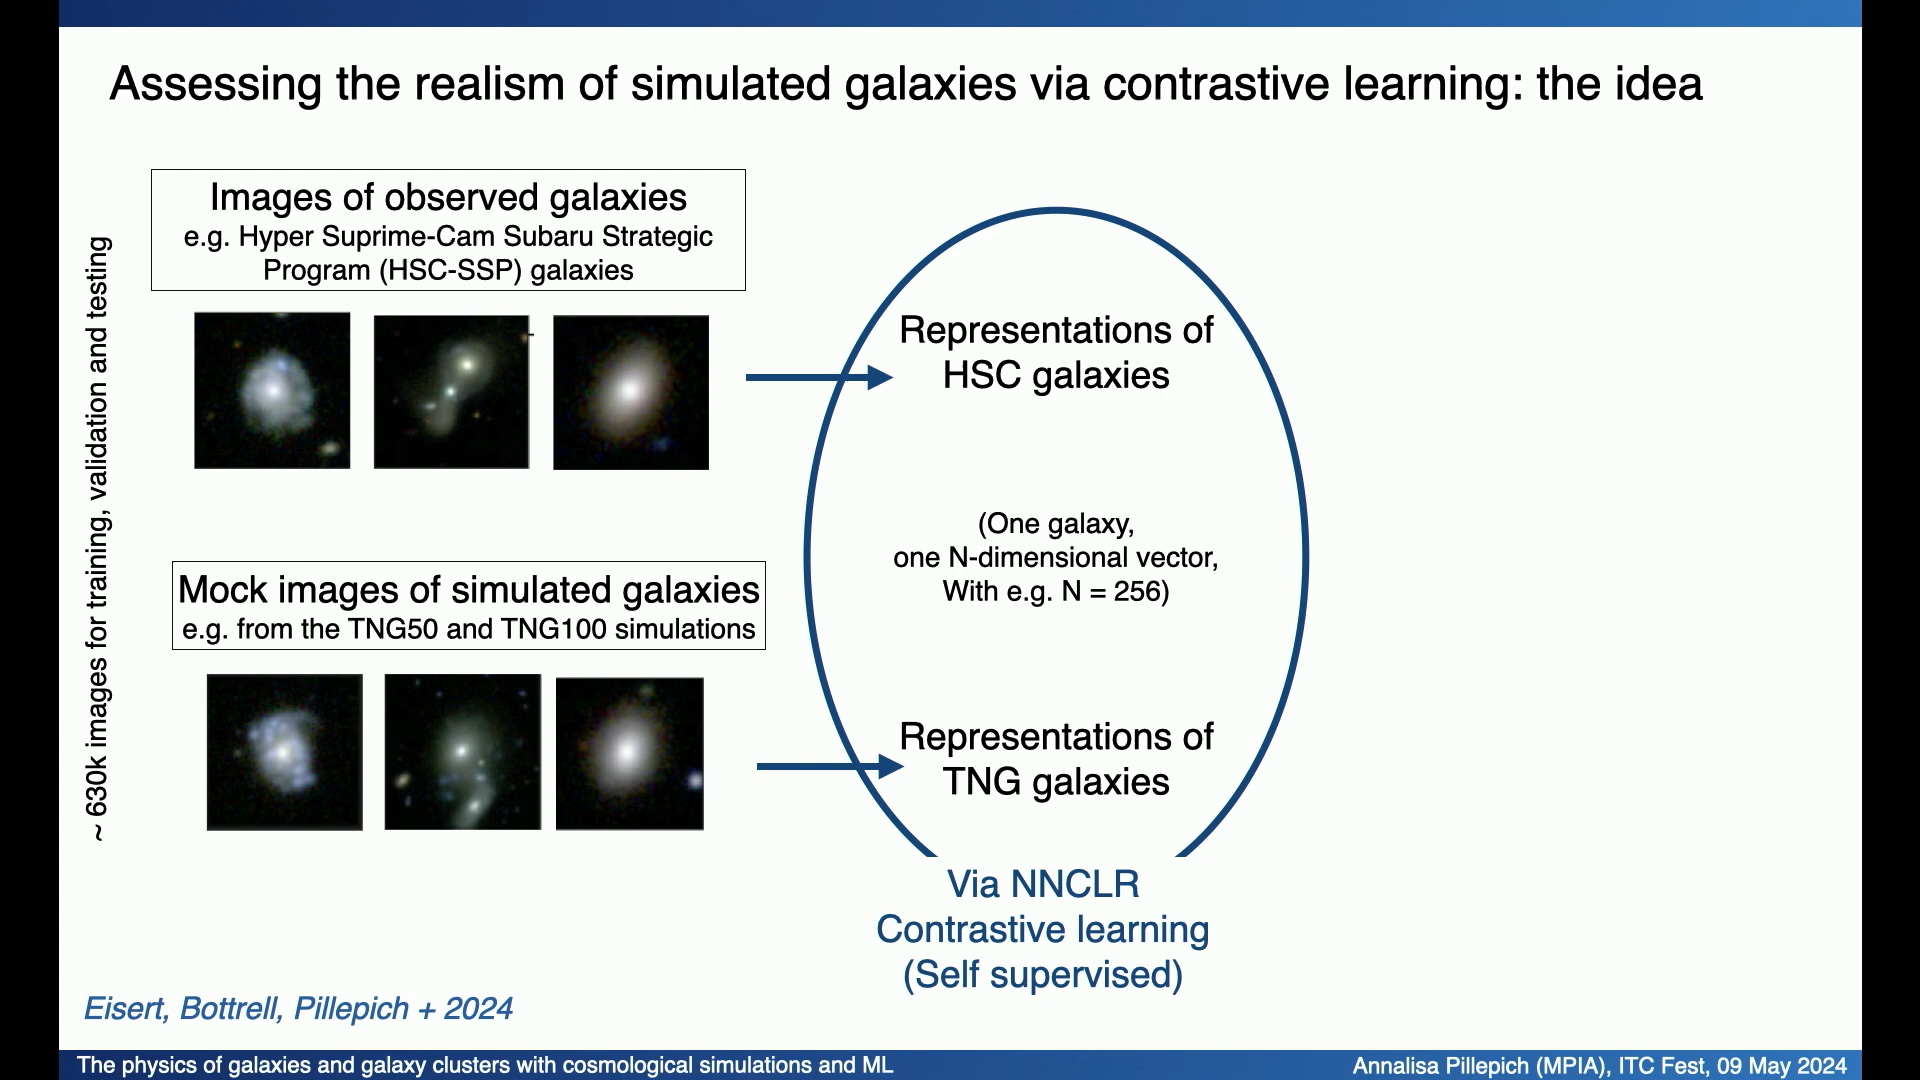 Assessing the realism of simulated galaxies via contrastive learning: the idea
~ 630k images for training, validation and testing
Images of observed galaxies
e.g. Hyper Suprime-Cam Subaru Strategic
Program (HSC-SSP) galaxies
Mock images of simulated galaxies
e.g. from the TNG50 and TNG100 simulations
Representations of
HSC galaxies
(One galaxy,
one N-dimensional vector,
With e.g. N = 256)
Representations of
TNG galaxies
Via NNCLR
Contrastive learning
(Self supervised)
Eisert, Bottrell, Pillepich + 2024
The physics of galaxies and galaxy clusters with cosmological simulations and ML
Annalisa Pillepich (MPIA), ITC Fest, 09 May 2024